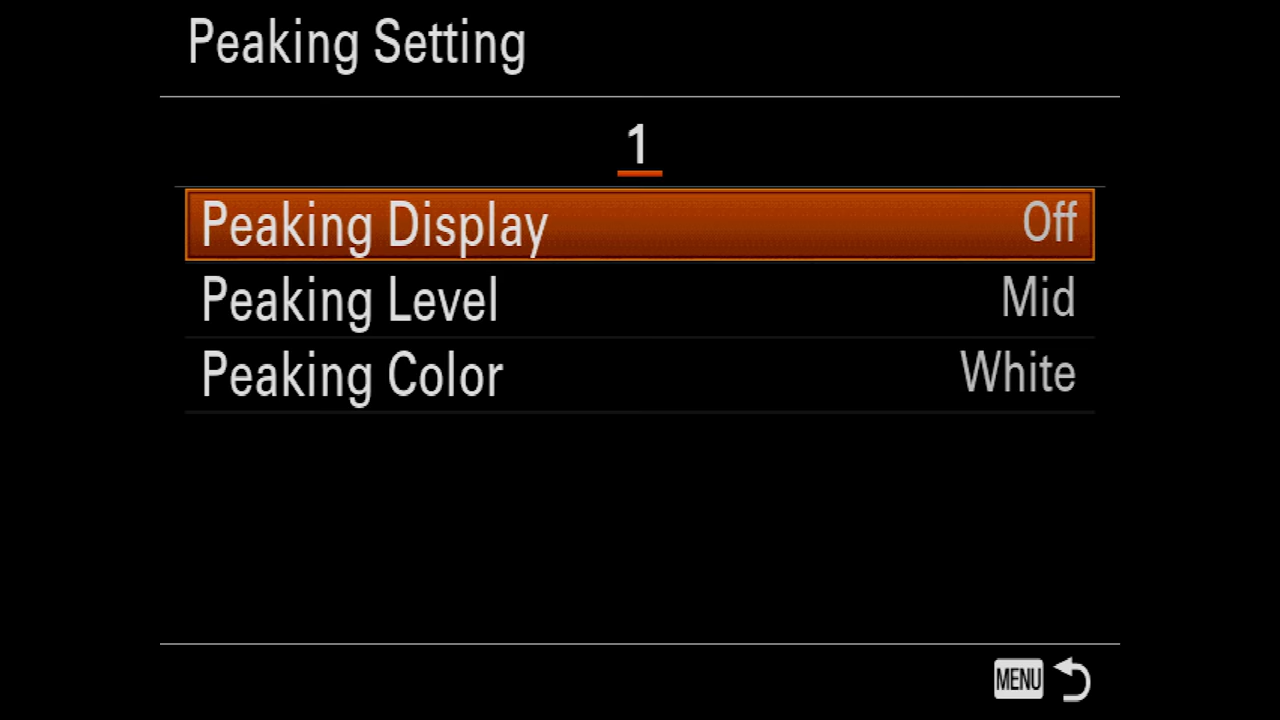 Peaking Setting
1
Peaking Display Off
Peaking Level Mid
Peaking Color White
MENU